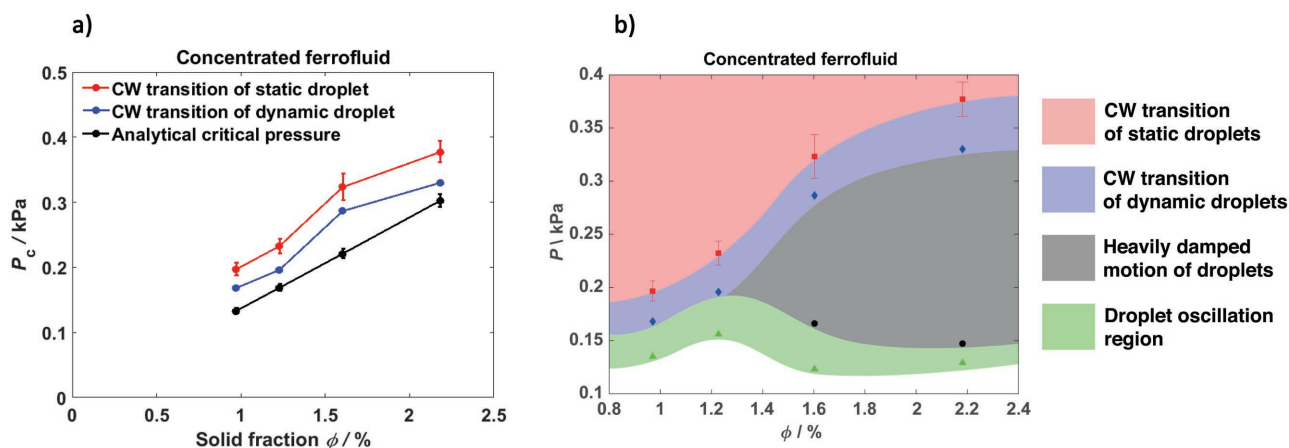 a)
Concentrated ferrofluid
0.5
0.4
0.3
0.2
0.1
0
P_c / kPa
CW transition of static droplet
CW transition of dynamic droplet
Analytical critical pressure
0 0.5 1 1.5 2 2.5
Solid fraction ϕ / %
b)
Concentrated ferrofluid
0.4
0.35
0.3
0.25
0.2
0.15
0.1
P \ kPa
0.8 1 1.2 1.4 1.6 1.8 2 2.2 2.4
ϕ / %
CW transition
of static droplets
CW transition
of dynamic droplets
Heavily damped
motion of droplets
Droplet oscillation
region